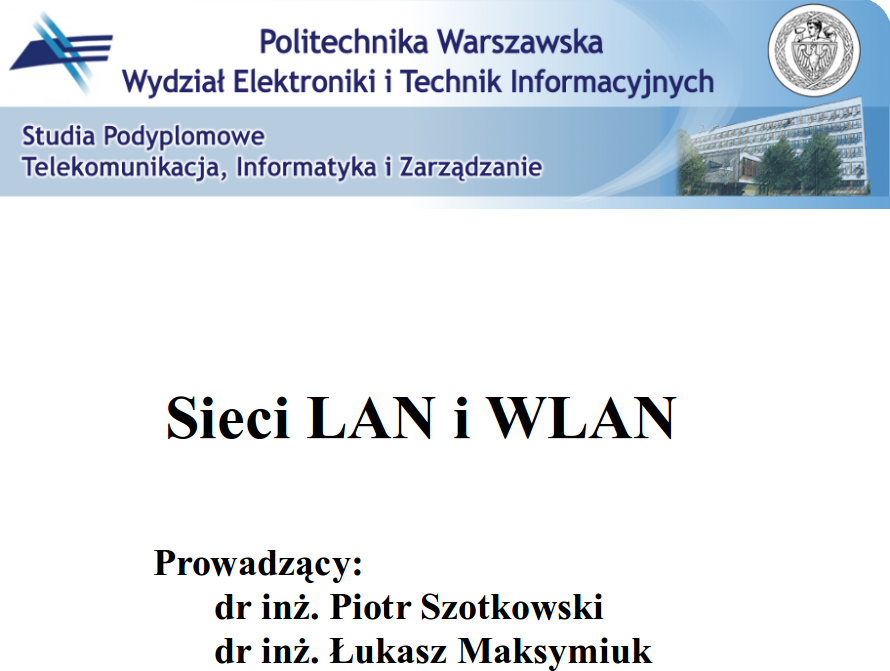 Politechnika Warszawska
Wydział Elektroniki i Technik Informacyjnych
Studia Podyplomowe
Telekomunikacja, Informatyka i Zarządzanie
Sieci LAN i WLAN
Prowadzący:
dr inż. Piotr Szotkowski
dr inż. Łukasz Maksymiuk